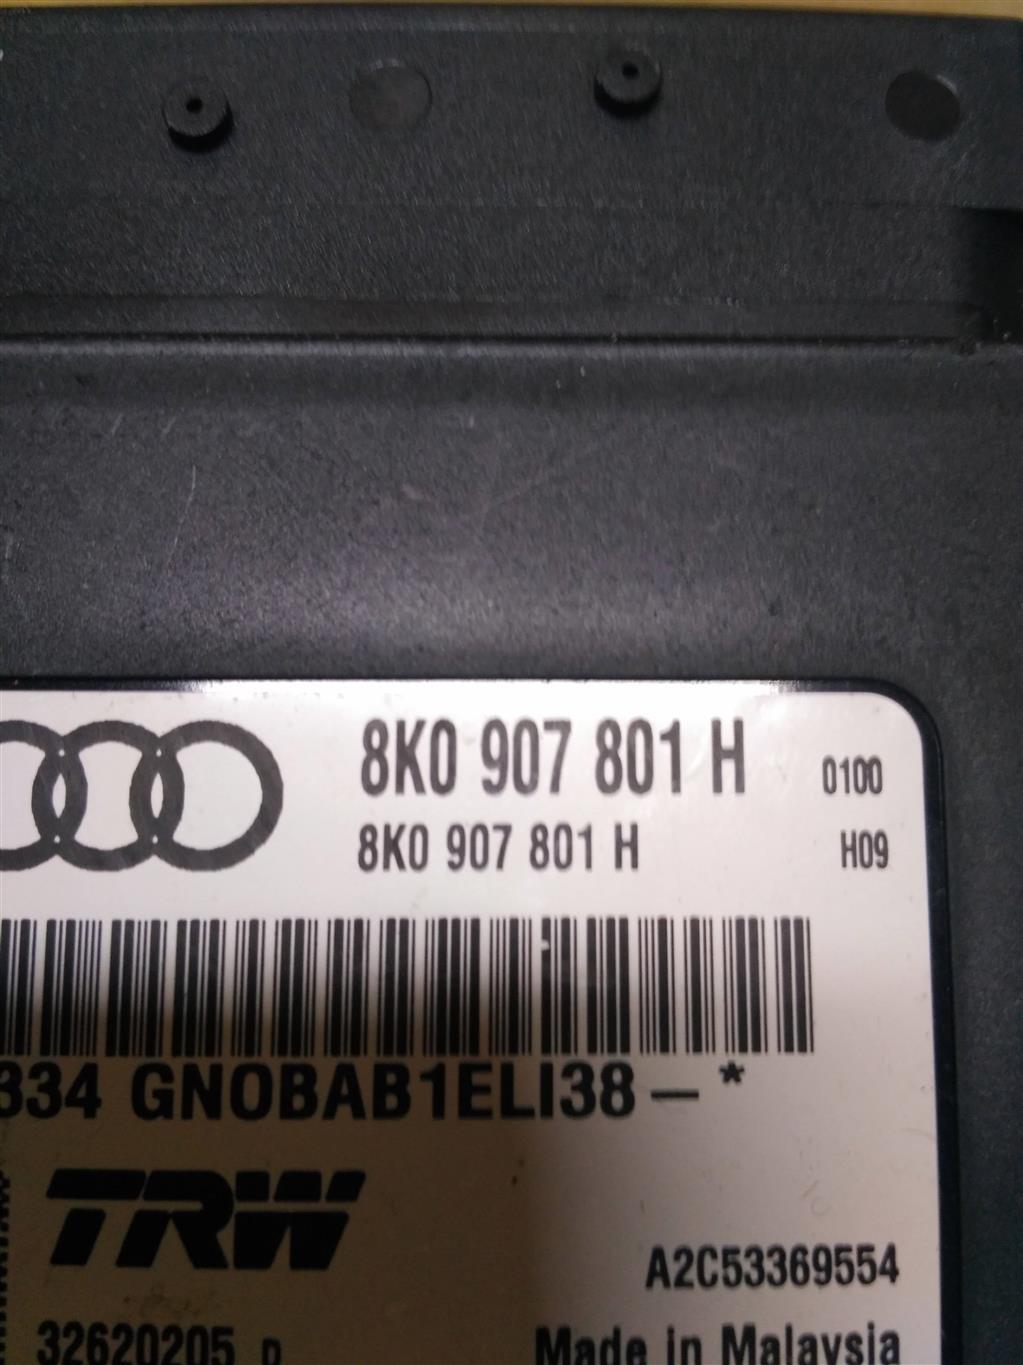 8K0 907 801 H 0100
8K0 907 801 H H09
334 GNOBAB1ELI38-*
TRW
A2C53369554
32620205 D Made in Malaysia